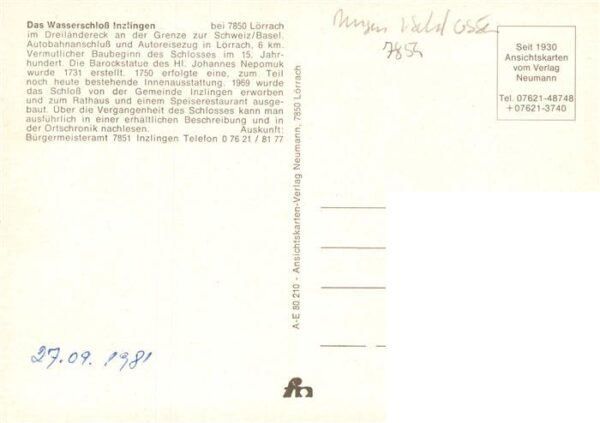 Das Wasserschloß Inzlingen bei 7850 Lörrach
im Dreiländereck an der Grenze zur Schweiz/Basel.
Autobahnanschluß und Autoreisezug in Lörrach, 6 km.
Vermutlicher Baubeginn des Schlosses im 15. Jahr-
hundert. Die Barockstatue des Hl. Johannes Nepomuk
wurde 1731 erstellt. 1750 erfolgte eine, zum Teil
noch heute bestehende Innenausstattung. 1969 wurde
das Schloß von der Gemeinde Inzlingen erworben
und zum Rathaus und einem Speiserestaurant ausge-
baut. Über die Vergangenheit des Schlosses kann man
ausführlich in einer erhältlichen Beschreibung und in
der Ortschronik nachlesen. Auskunft:
Bürgermeisteramt 7851 Inzlingen Telefon 0 76 21 / 81 77
7854
Seit 1930
Ansichtskarten
vom Verlag
Neumann
Tel. 07621-48748
+ 07621-3740
A-E 80 210 - Ansichtskarten-Verlag Neumann, 7850 Lörrach
27.09.1981